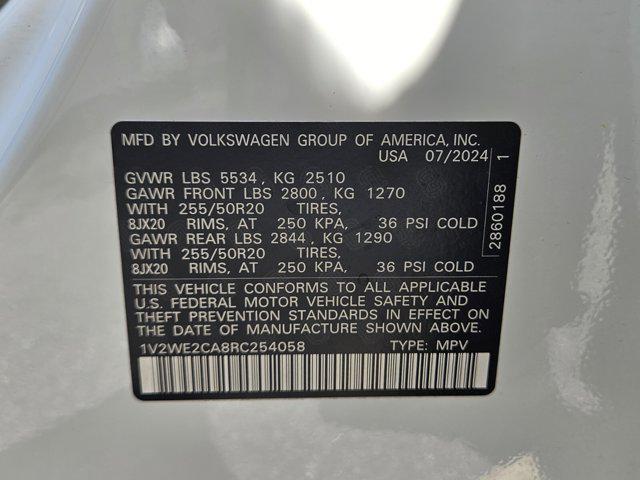 MFD BY VOLKSWAGEN GROUP OF AMERICA, INC.
USA 07/2024
GVWR LBS 5534, KG 2510
GAWR FRONT LBS 2800, KG 1270
WITH 255/50R20 TIRES,
8JX20 RIMS, AT 250 KPA, 36 PSI COLD
GAWR REAR LBS 2844, KG 1290
WITH 255/50R20 TIRES,
8JX20 RIMS, AT 250 KPA, 36 PSI COLD
THIS VEHICLE CONFORMS TO ALL APPLICABLE
U.S. FEDERAL MOTOR VEHICLE SAFETY AND
THEFT PREVENTION STANDARDS IN EFFECT ON
THE DATE OF MANUFACTURE SHOWN ABOVE.
1V2WE2CA8RC254058 TYPE: MPV
2860188 1